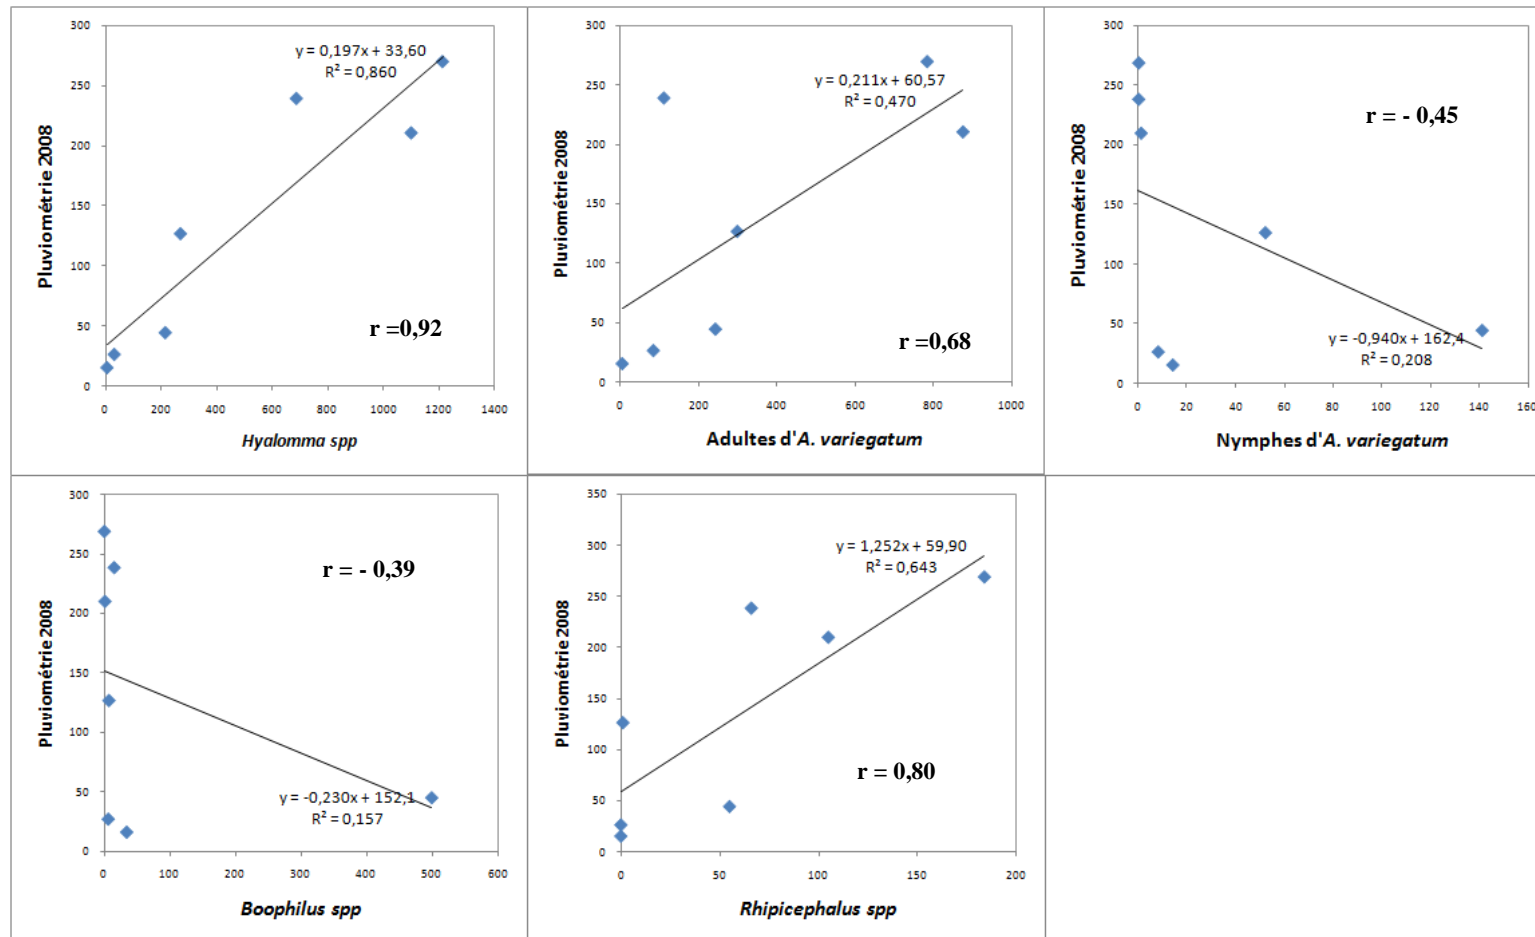 300
250
200
150
100
50
0
Pluviométrie 2008
y = 0,197x + 33,60
R² = 0,860
r =0,92
0 200 400 600 800 1000 1200 1400
Hyalomma spp
300
250
200
150
100
50
0
Pluviométrie 2008
y = 0,211x + 60,57
R² = 0,470
r =0,68
0 200 400 600 800 1000
Adultes d'A. variegatum
300
250
200
150
100
50
0
Pluviométrie 2008
r = - 0,45
y = -0,940x + 162,4
R² = 0,208
0 20 40 60 80 100 120 140 160
Nymphes d'A. variegatum
300
250
200
150
100
50
0
Pluviométrie 2008
r = - 0,39
y = -0,230x + 152,1
R² = 0,157
0 100 200 300 400 500 600
Boophilus spp
350
300
250
200
150
100
50
0
Pluviométrie 2008
y = 1,252x + 59,90
R² = 0,643
r = 0,80
0 50 100 150 200
Rhipicephalus spp